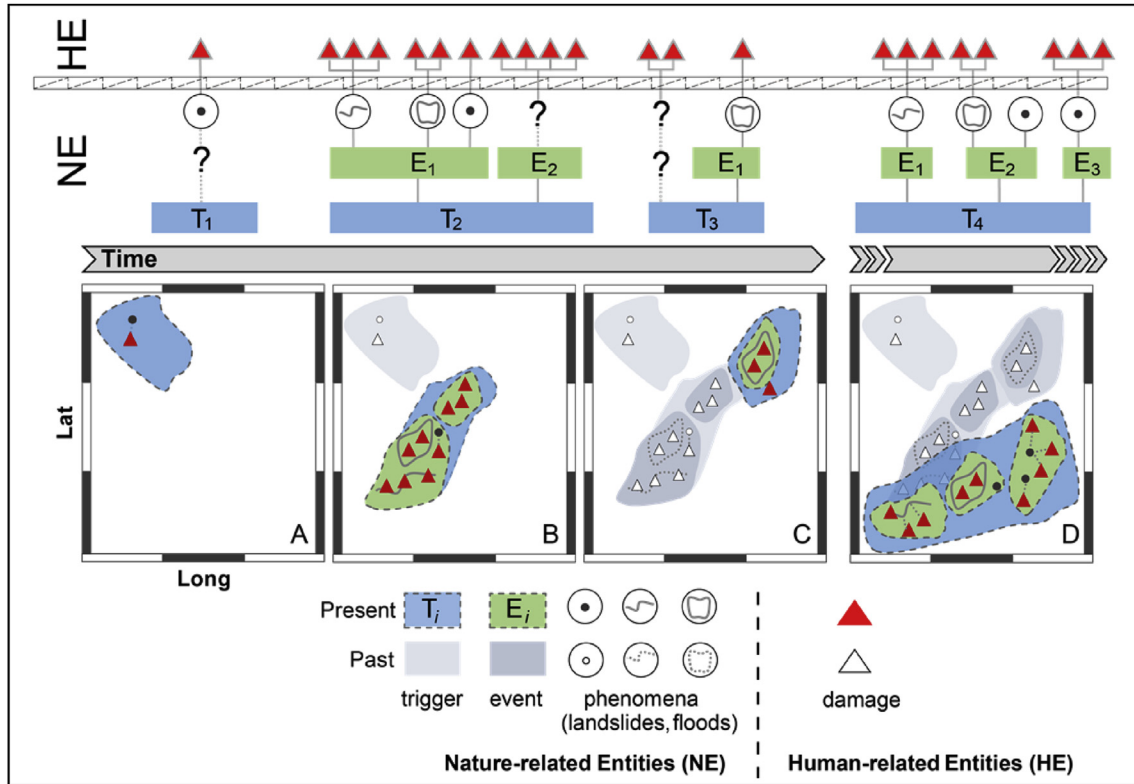 HE
NE
? ? ?
? E1 E2 ? E1 E1 E2 E3
T1 T2 T3 T4
Time
Lat
A B C D
Long
Present Ti Ei
Past
trigger event phenomena damage
(landslides, floods)
Nature-related Entities (NE) Human-related Entities (HE)